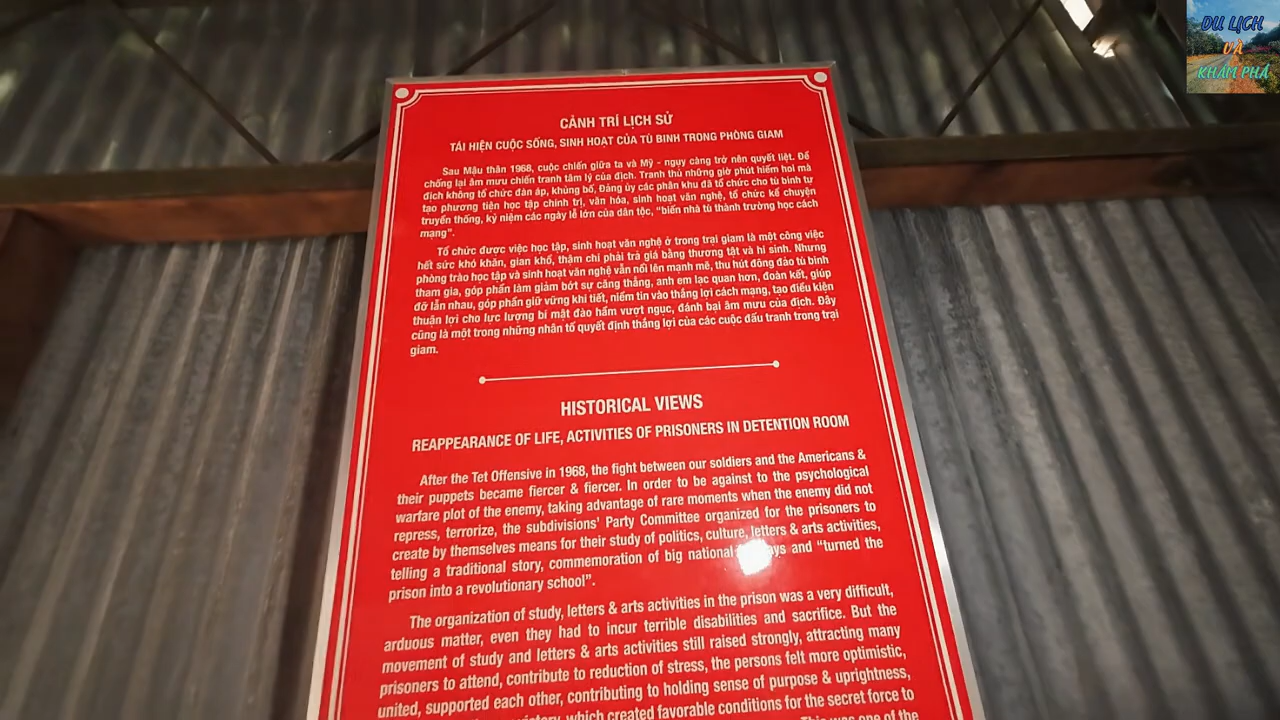 DU LỊCH
VÀ
KHÁM PHÁ
CẢNH TRÍ LỊCH SỬ
TÁI HIỆN CUỘC SỐNG, SINH HOẠT CỦA TÙ BINH TRONG PHÒNG GIAM
Sau Mậu thân 1968, cuộc chiến giữa ta và Mỹ - ngụy càng trở nên quyết liệt. Để
chống lại âm mưu chiến tranh tâm lý của địch. Tranh thủ những giờ phút hiếm hoi mà
địch không tổ chức đàn áp, khủng bố, Đảng ủy các phân khu đã tổ chức cho tù binh tự
tạo phương tiện học tập chính trị, văn hóa, sinh hoạt văn nghệ, tổ chức kể chuyện
truyền thống, kỷ niệm các ngày lễ lớn của dân tộc, "biến nhà tù thành trường học cách
mạng".
Tổ chức được việc học tập, sinh hoạt văn nghệ ở trong trại giam là một công việc
hết sức khó khăn, gian khổ, thậm chí phải trả giá bằng thương tật và hi sinh. Nhưng
phòng trào học tập và sinh hoạt văn nghệ vẫn nổi lên mạnh mẽ, thu hút đông đảo tù binh
tham gia, góp phần làm giảm bớt sự căng thẳng, anh em lạc quan hơn, đoàn kết, giúp
đỡ lẫn nhau, góp phần giữ vững khí tiết, niềm tin vào thắng lợi cách mạng, tạo điều kiện
thuận lợi cho lực lượng bí mật đào hầm vượt ngục, đánh bại âm mưu của địch. Đây
cũng là một trong những nhân tố quyết định thắng lợi của các cuộc đấu tranh trong trại
giam.
HISTORICAL VIEWS
REAPPEARANCE OF LIFE, ACTIVITIES OF PRISONERS IN DETENTION ROOM
After the Tet Offensive in 1968, the fight between our soldiers and the Americans &
their puppets became fiercer & fiercer. In order to be against to the psychological
warfare plot of the enemy, taking advantage of rare moments when the enemy did not
repress, terrorize, the subdivisions' Party Committee organized for the prisoners to
create by themselves means for their study of politics, culture, letters & arts activities,
telling a traditional story, commemoration of big national and "turned the
prison into a revolutionary school".
The organization of study, letters & arts activities in the prison was a very difficult,
arduous matter, even they had to incur terrible disabilities and sacrifice. But the
movement of study and letters & arts activities still raised strongly, attracting many
prisoners to attend, contribute to reduction of stress, the persons felt more optimistic,
united, supported each other, contributing to holding sense of purpose & uprightness,
which created favorable conditions for the secret force to
This was one of the